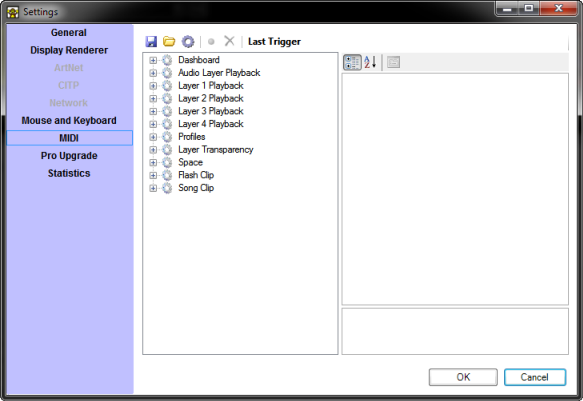 Settings
General
Display Renderer
ArtNet
CITP
Network
Mouse and Keyboard
MIDI
Pro Upgrade
Statistics
Last Trigger
Dashboard
Audio Layer Playback
Layer 1 Playback
Layer 2 Playback
Layer 3 Playback
Layer 4 Playback
Profiles
Layer Transparency
Space
Flash Clip
Song Clip
OK
Cancel